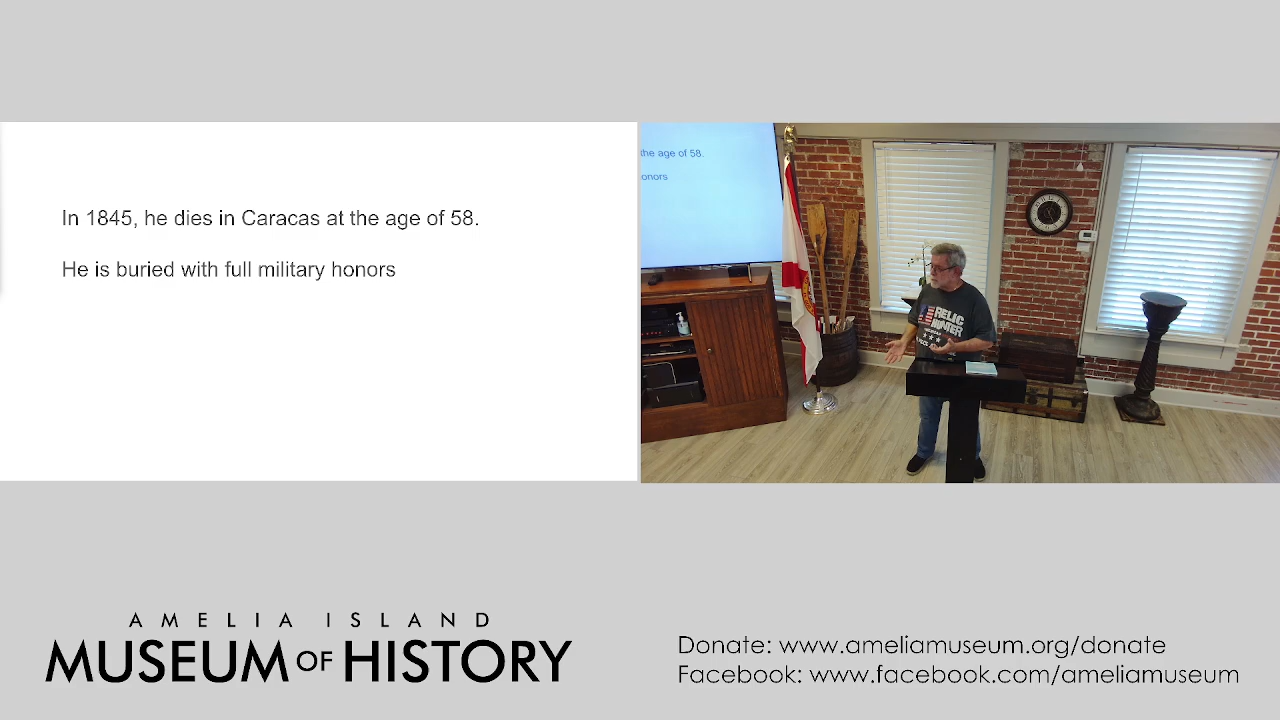 In 1845, he dies in Caracas at the age of 58.
He is buried with full military honors
the age of 58.
onors
RELIC
HUNTER
AMELIA ISLAND
MUSEUM OF HISTORY
Donate: www.ameliamuseum.org/donate
Facebook: www.facebook.com/ameliamuseum